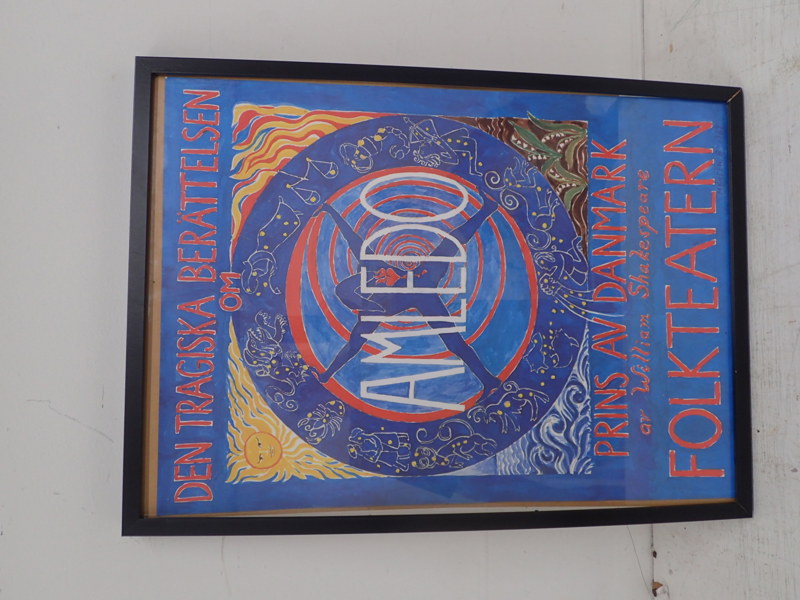 DEN TRAGISKA BERÄTTELSEN
OM
AMLEDO
PRINS AV DANMARK
av William Shakespeare
FOLKTEATERN